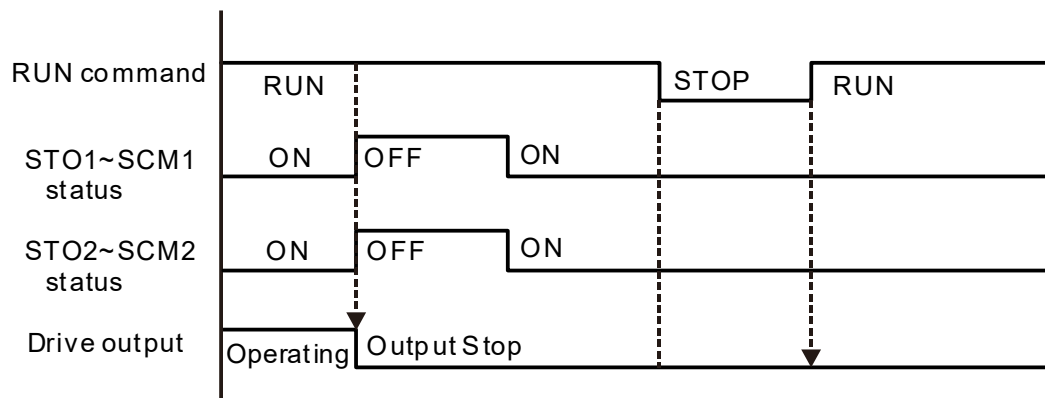 RUN command
RUN
STOP
RUN
STO1~SCM1
status
ON
OFF
ON
STO2~SCM2
status
ON
OFF
ON
Drive output
Operating
Output Stop